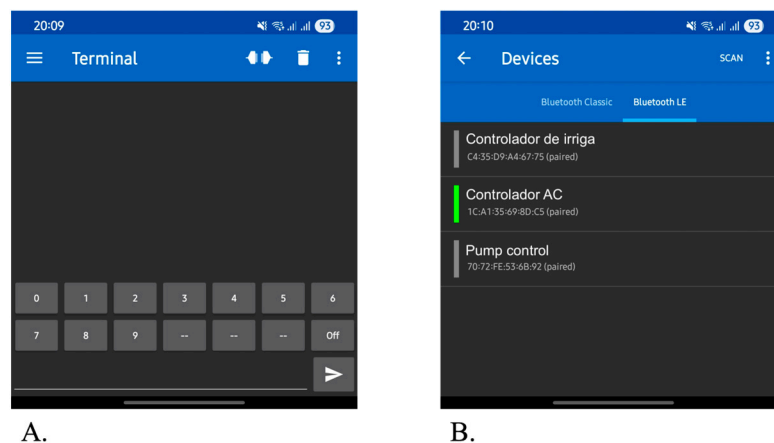 20:09
93
Terminal
0 1 2 3 4 5 6
7 8 9 -- -- -- Off
A.
20:10
93
Devices SCAN
Bluetooth Classic Bluetooth LE
Controlador de irriga
C4:35:D9:A4:67:75 (paired)
Controlador AC
1C:A1:35:69:8D:C5 (paired)
Pump control
70:72:FE:53:6B:92 (paired)
B.